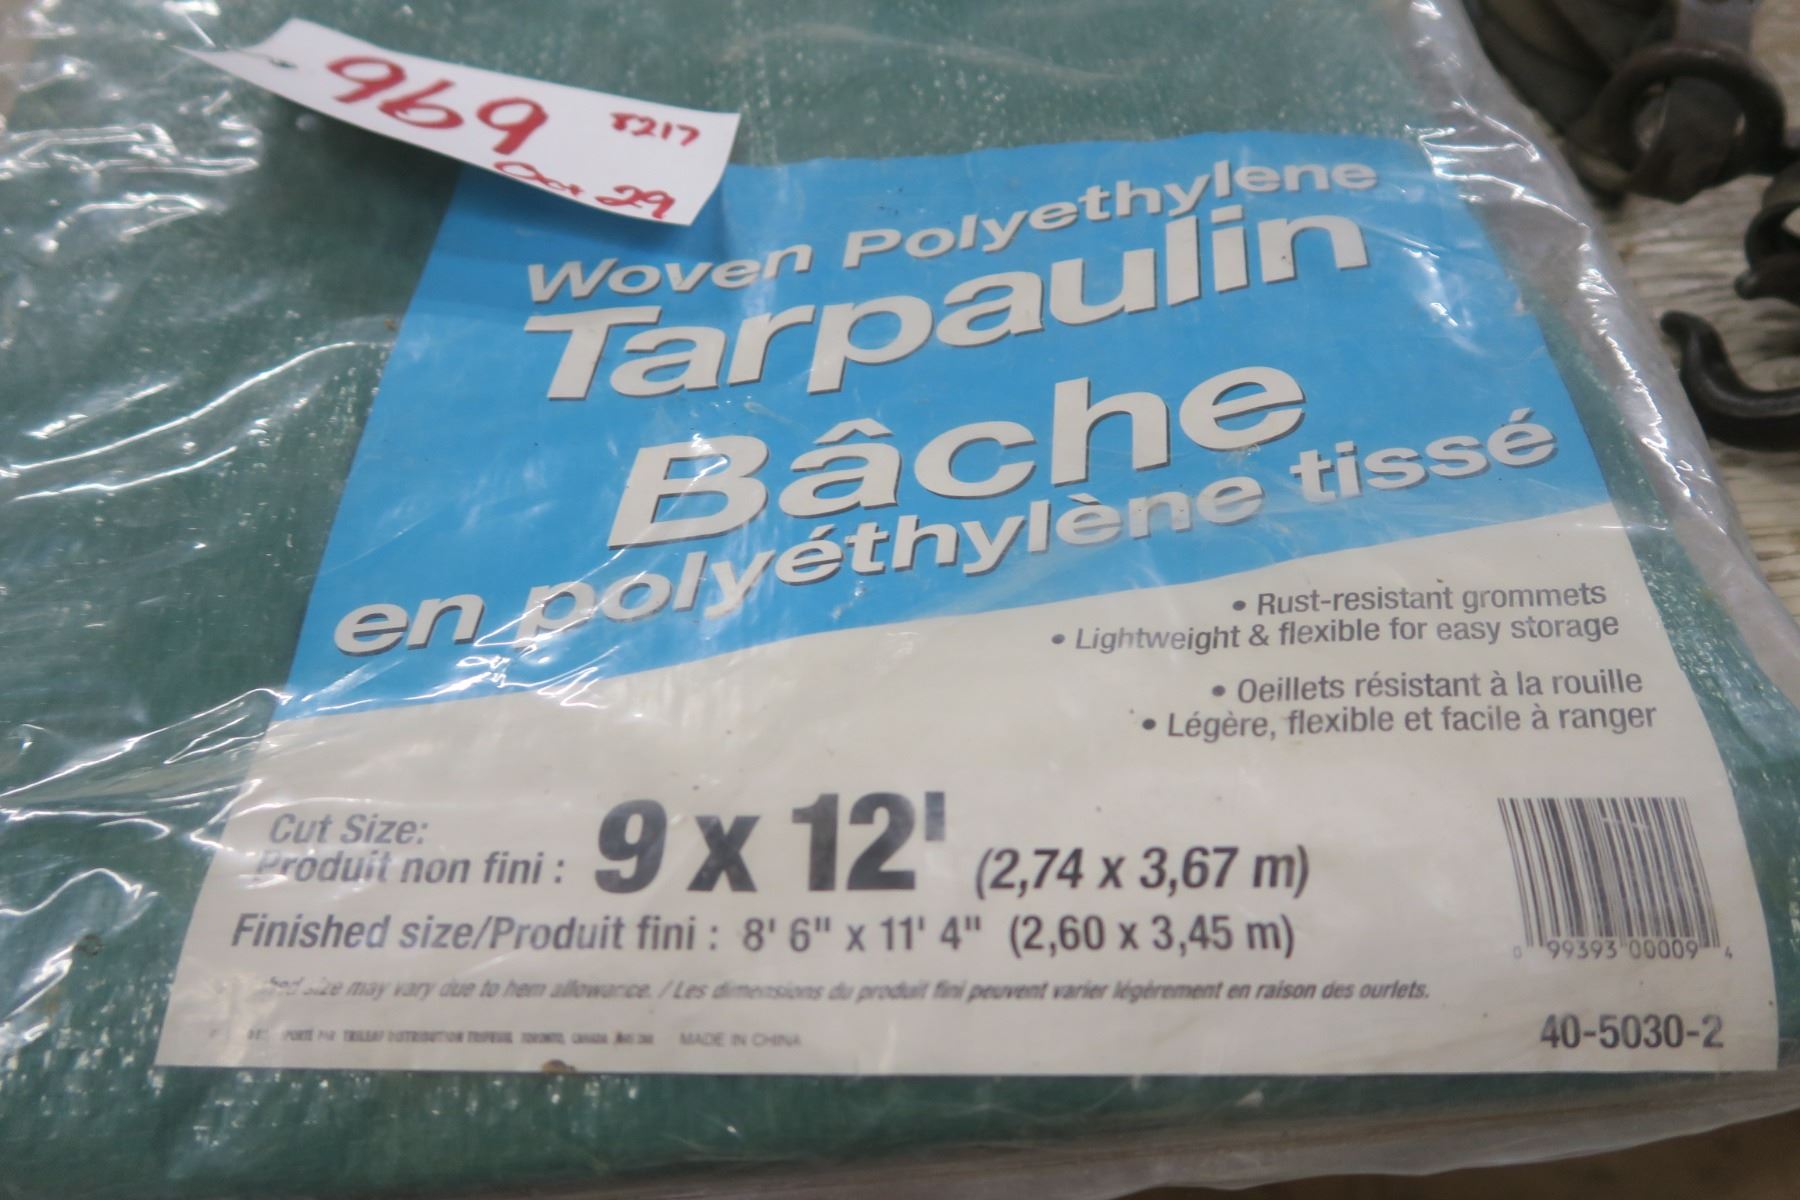 969 T217
Oct 29
Woven Polyethylene
Tarpaulin
Bâche
en polyéthylène tissé
• Rust-resistant grommets
• Lightweight & flexible for easy storage
• Oeillets résistant à la rouille
• Légère, flexible et facile à ranger
Cut Size:
Produit non fini : 9 x 12' (2,74 x 3,67 m)
Finished size/Produit fini : 8' 6" x 11' 4" (2,60 x 3,45 m)
size may vary due to hem allowance. / Les dimensions du produit fini peuvent varier légèrement en raison des ourlets.
0 99393 00009 4
DISTRIBUTION TORONTO, CANADA MADE IN CHINA
40-5030-2